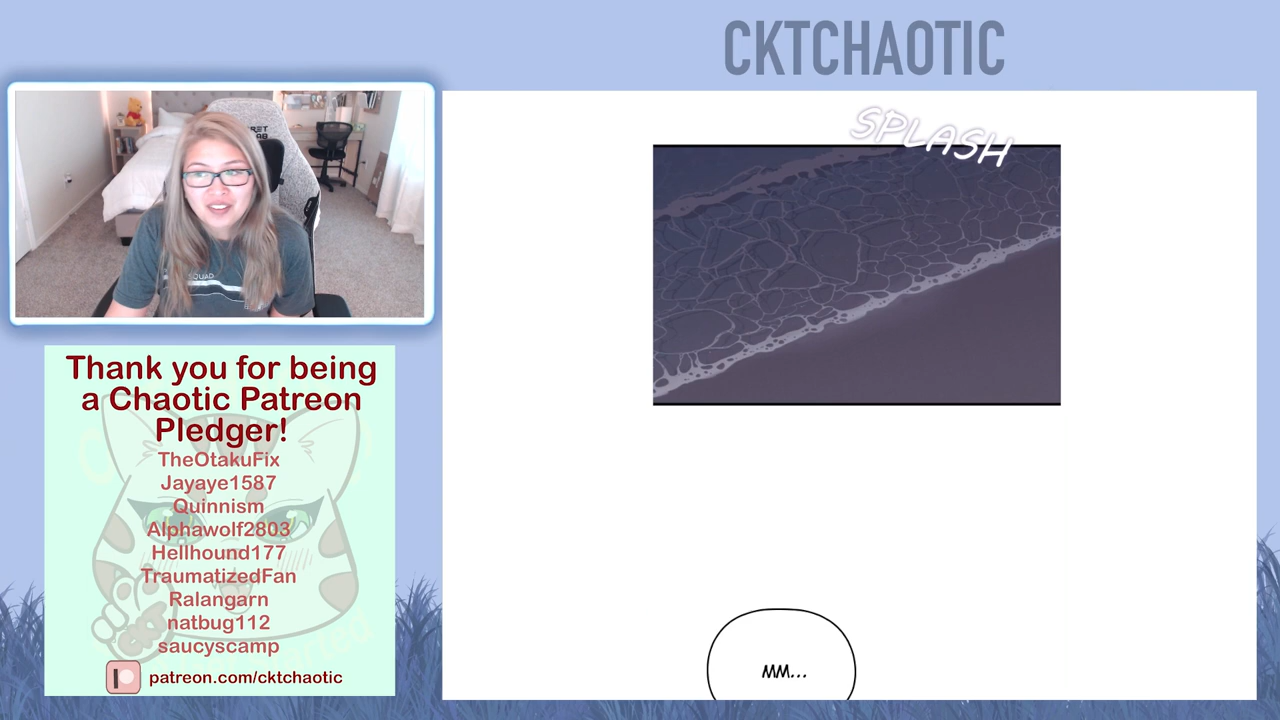 CKTCHAOTIC
SPLASH
SQUAD
Thank you for being
a Chaotic Patreon
Pledger!
TheOtakuFix
Jayaye1587
Quinnism
Alphawolf2803
Hellhound177
TraumatizedFan
Ralangarn
natbug112
saucyscamp
patreon.com/cktchaotic
MM...